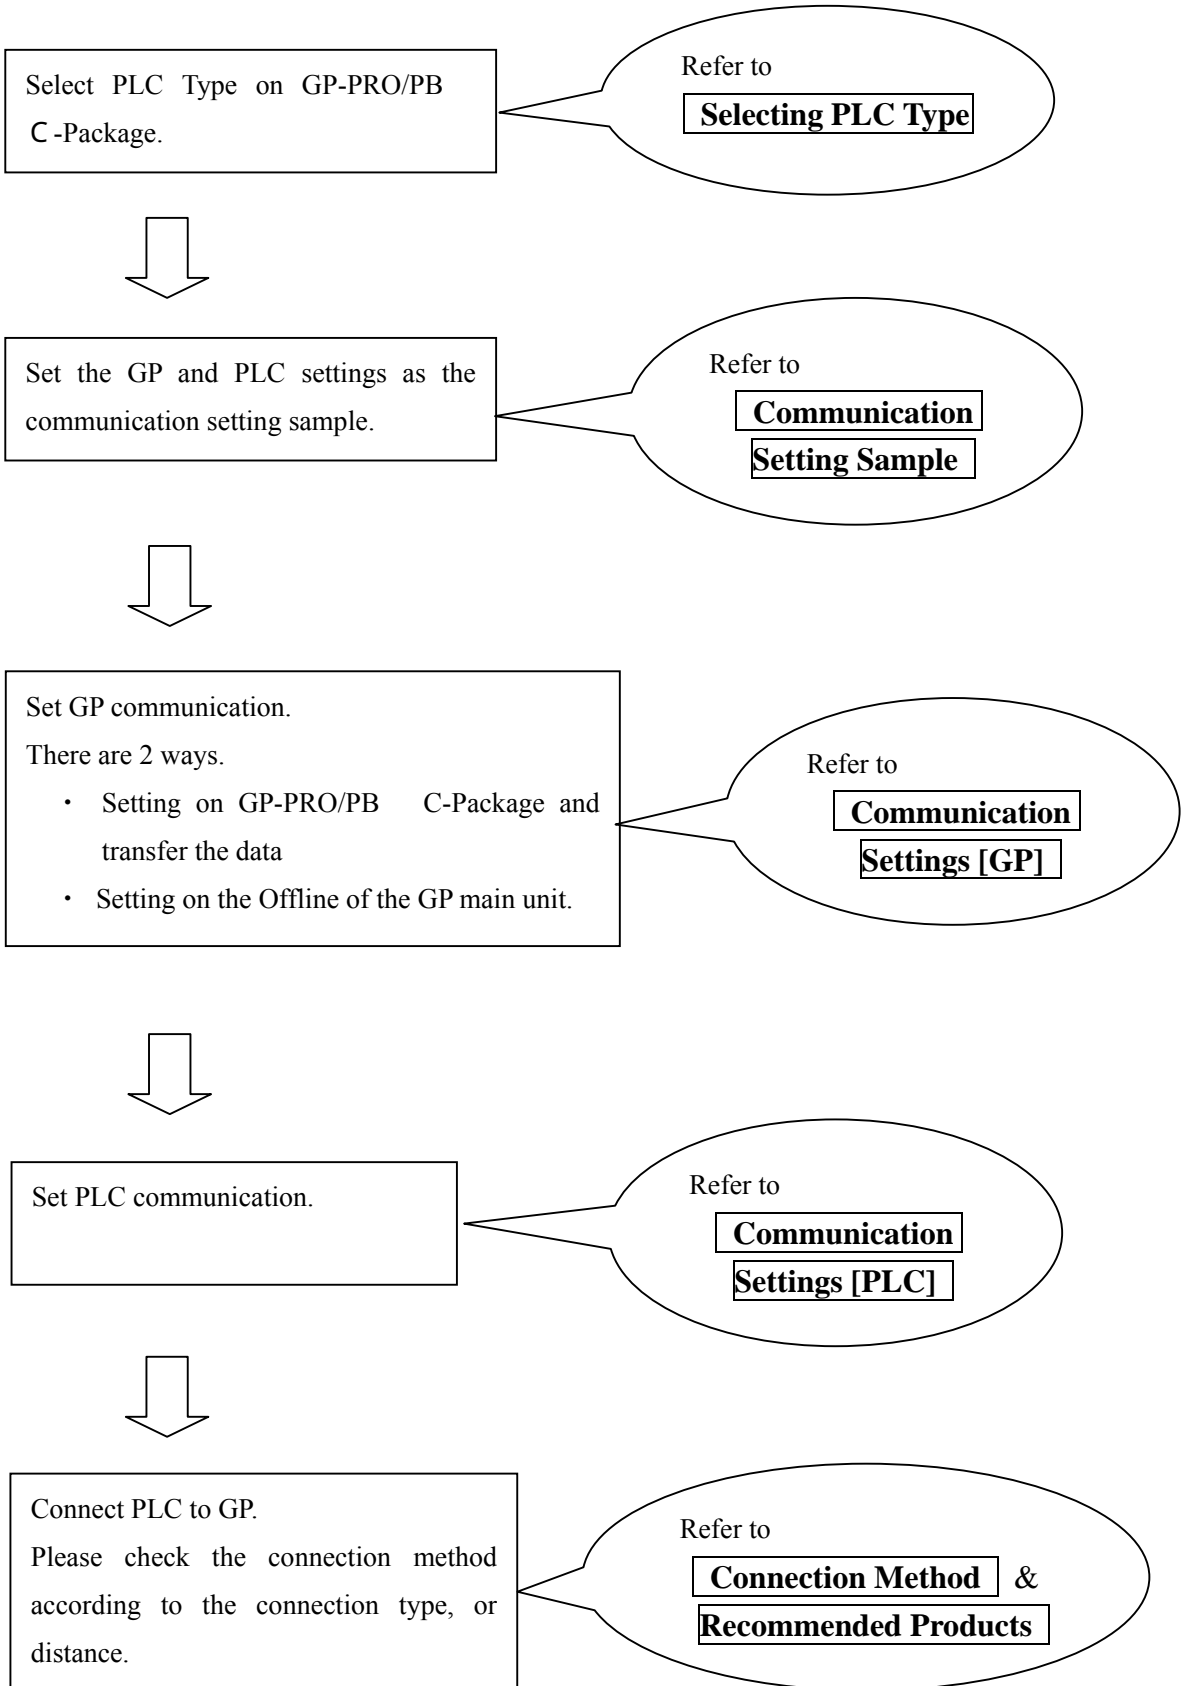 Select PLC Type on GP-PRO/PB
C -Package.
Refer to
Selecting PLC Type
Set the GP and PLC settings as the
communication setting sample.
Refer to
Communication
Setting Sample
Set GP communication.
There are 2 ways.
・ Setting on GP-PRO/PB C-Package and
transfer the data
・ Setting on the Offline of the GP main unit.
Refer to
Communication
Settings [GP]
Set PLC communication.
Refer to
Communication
Settings [PLC]
Connect PLC to GP.
Please check the connection method
according to the connection type, or
distance.
Refer to
Connection Method &
Recommended Products